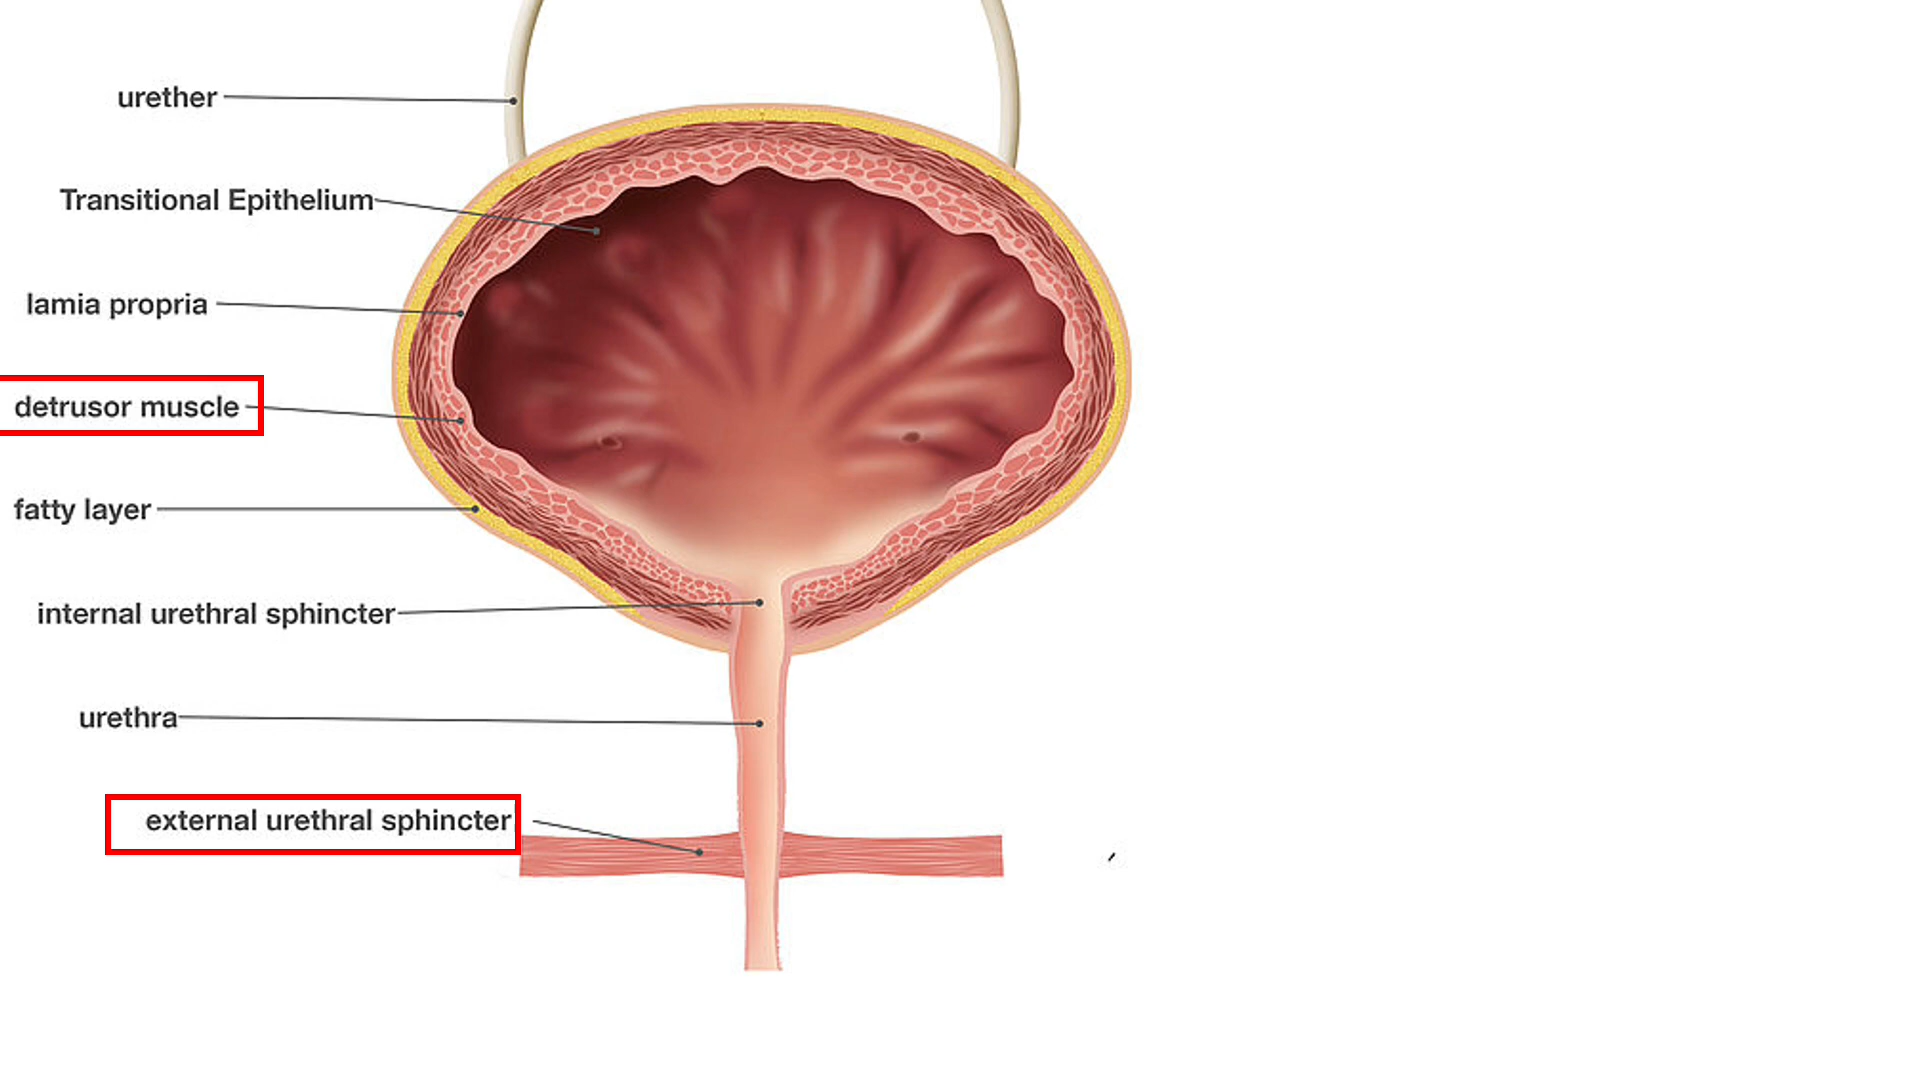 urether
Transitional Epithelium
lamia propria
detrusor muscle
fatty layer
internal urethral sphincter
urethra
external urethral sphincter